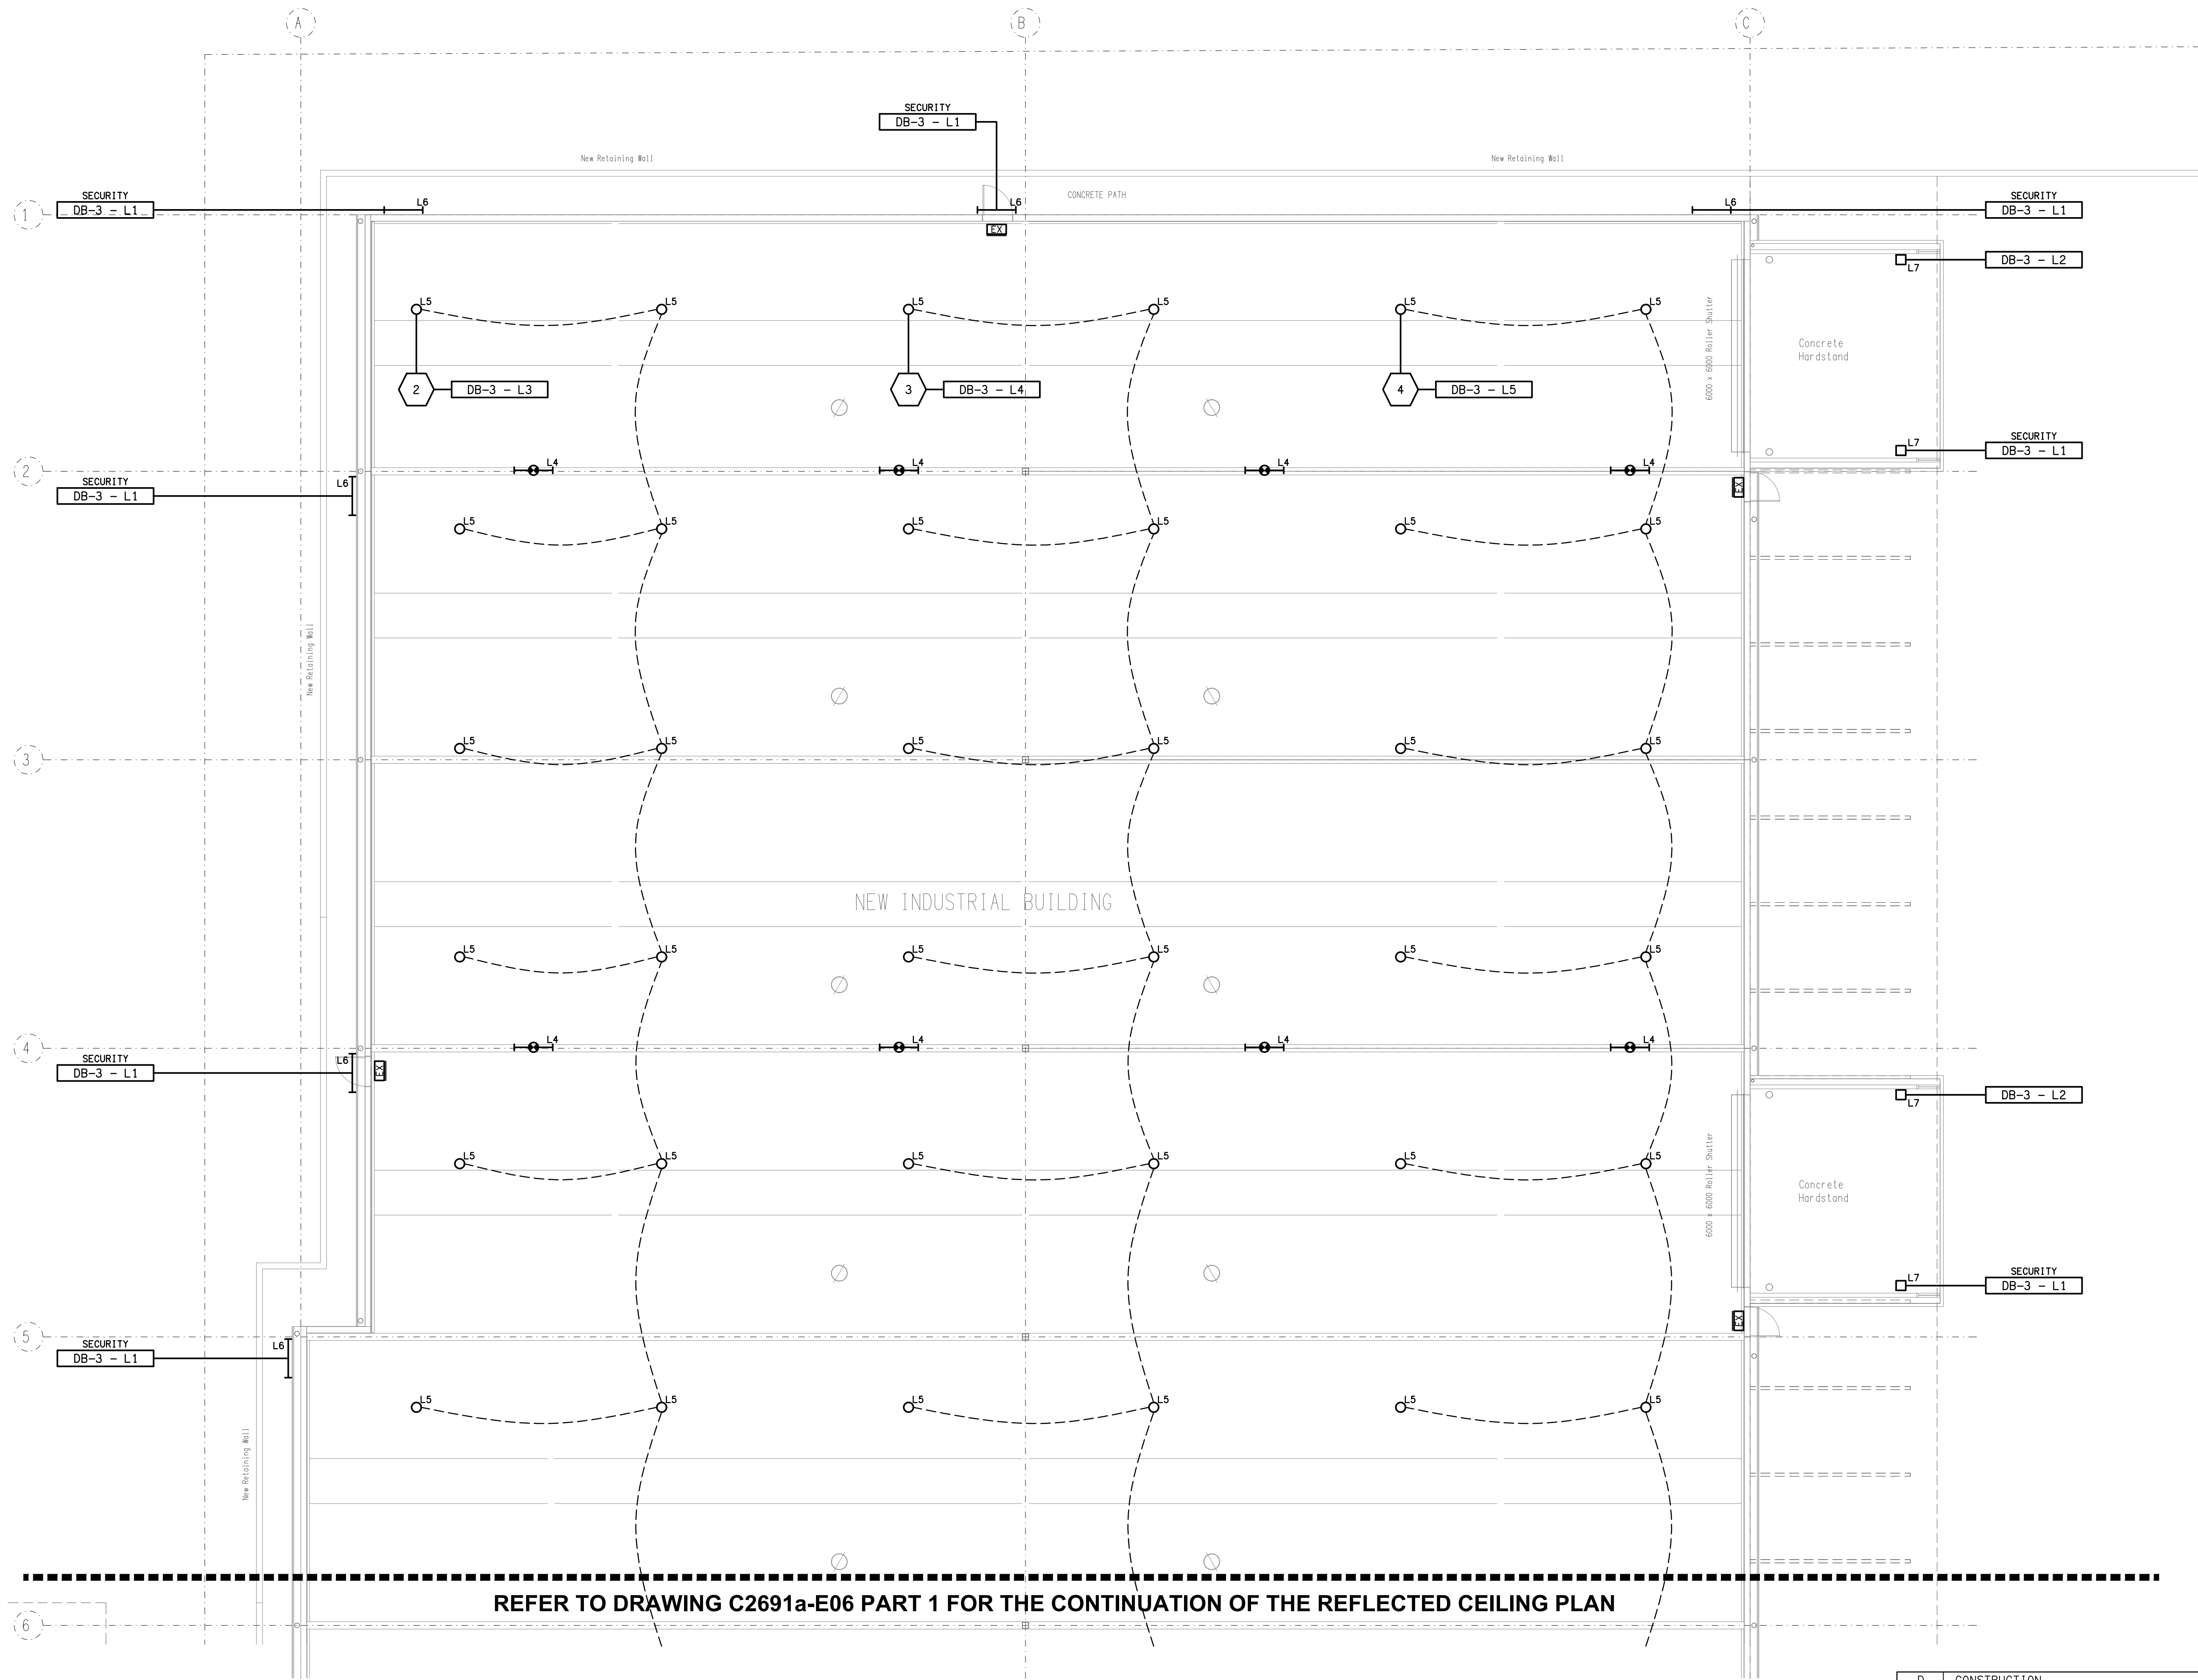 A
B
C
SECURITY
DB-3 - L1
New Retaining Wall
New Retaining Wall
CONCRETE PATH
1
SECURITY
DB-3 - L1
L6
L6
L6
SECURITY
DB-3 - L1
EX
L7
DB-3 - L2
L5
L5
L5
L5
L5
L5
6000 x 6000 Roller Shutter
Concrete
Hardstand
2
DB-3 - L3
3
DB-3 - L4
4
DB-3 - L5
L7
SECURITY
DB-3 - L1
2
L4
L4
L4
L4
SECURITY
DB-3 - L1
L6
EX
L5
L5
L5
L5
L5
L5
New Retaining Wall
3
L5
L5
L5
L5
L5
L5
NEW INDUSTRIAL BUILDING
L5
L5
L5
L5
L5
L5
4
L4
L4
L4
L4
SECURITY
DB-3 - L1
L6
EX
L7
DB-3 - L2
L5
L5
L5
L5
L5
L5
6000 x 6000 Roller Shutter
Concrete
Hardstand
L7
SECURITY
DB-3 - L1
EX
5
SECURITY
DB-3 - L1
L6
L5
L5
L5
L5
L5
L5
New Retaining Wall
REFER TO DRAWING C2691a-E06 PART 1 FOR THE CONTINUATION OF THE REFLECTED CEILING PLAN
6
D CONSTRUCTION